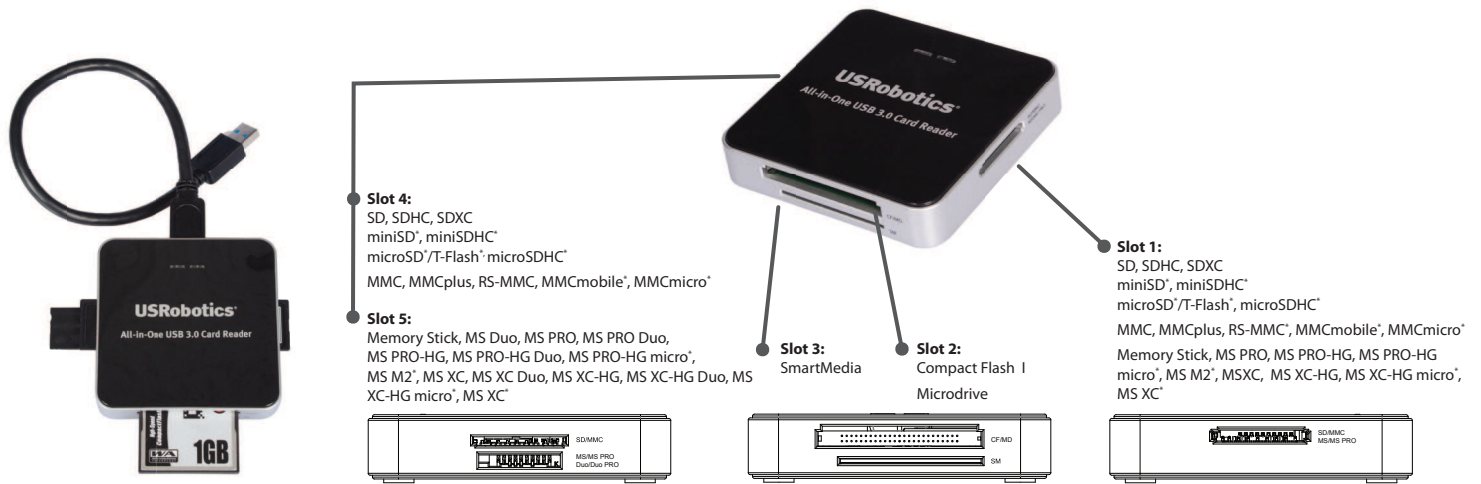 USRobotics
All-in-One USB 3.0 Card Reader
CF/MD
SM
USRobotics
All-in-One USB 3.0 Card Reader
1GB
Slot 4:
SD, SDHC, SDXC
miniSD*, miniSDHC*
microSD*/T-Flash*, microSDHC*
MMC, MMCplus, RS-MMC, MMCmobile*, MMCmicro*
Slot 5:
Memory Stick, MS Duo, MS PRO, MS PRO Duo,
MS PRO-HG, MS PRO-HG Duo, MS PRO-HG micro*,
MS M2*, MS XC, MS XC Duo, MS XC-HG, MS XC-HG Duo, MS
XC-HG micro*, MS XC*
Slot 3:
SmartMedia
Slot 2:
Compact Flash I
Microdrive
Slot 1:
SD, SDHC, SDXC
miniSD*, miniSDHC*
microSD*/T-Flash*, microSDHC*
MMC, MMCplus, RS-MMC*, MMCmobile*, MMCmicro*
Memory Stick, MS PRO, MS PRO-HG, MS PRO-HG
micro*, MS M2*, MSXC, MS XC-HG, MS XC-HG micro*,
MS XC*
SD/MMC
MS/MS PRO
Duo/Duo PRO
CF/MD
SM
SD/MMC
MS/MS PRO